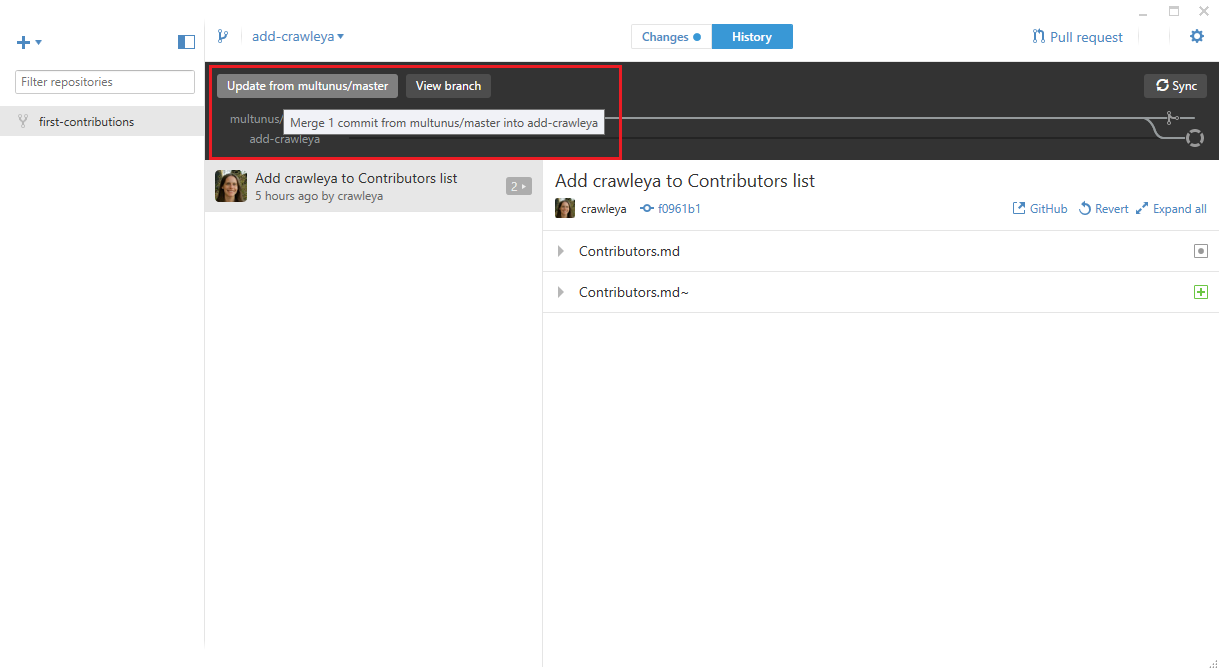 add-crawleya
Changes
History
Pull request
Filter repositories
first-contributions
Update from multunus/master
View branch
Sync
multunus/
Merge 1 commit from multunus/master into add-crawleya
add-crawleya
Add crawleya to Contributors list
5 hours ago by crawleya
2
Add crawleya to Contributors list
crawleya
f0961b1
GitHub
Revert
Expand all
Contributors.md
Contributors.md~